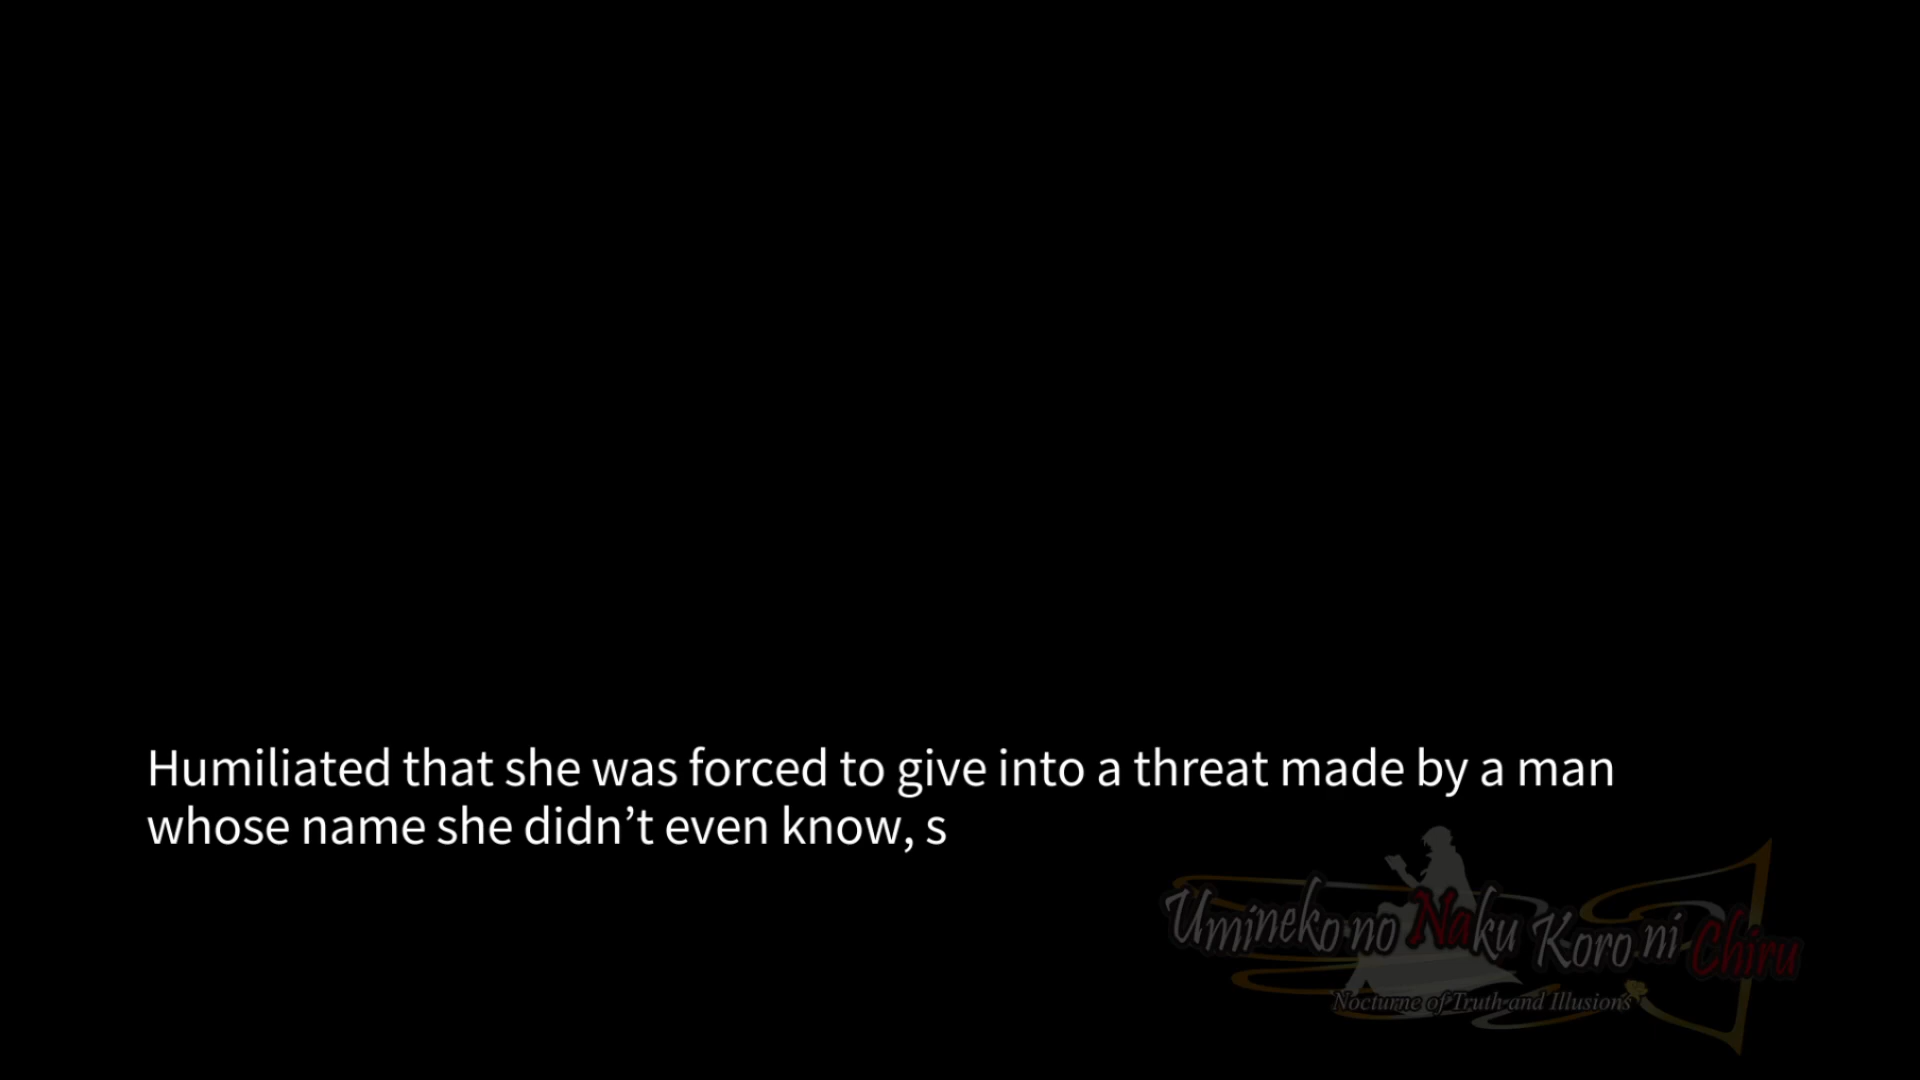 Humiliated that she was forced to give into a threat made by a man
whose name she didn’t even know, s
Umineko no Naku Koro ni Chiru
Nocturne of Truth and Illusions